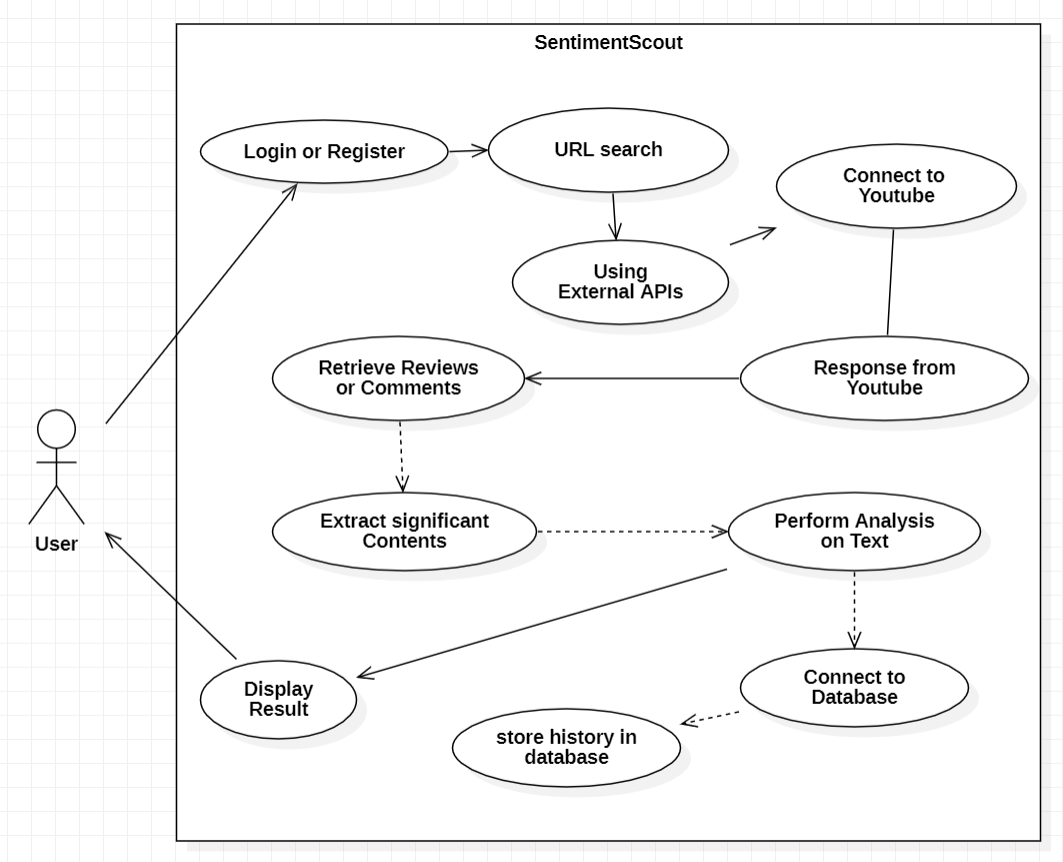 SentimentScout
Login or Register
URL search
Connect to
Youtube
Using
External APIs
Retrieve Reviews
or Comments
Response from
Youtube
User
Extract significant
Contents
Perform Analysis
on Text
Display
Result
Connect to
Database
store history in
database